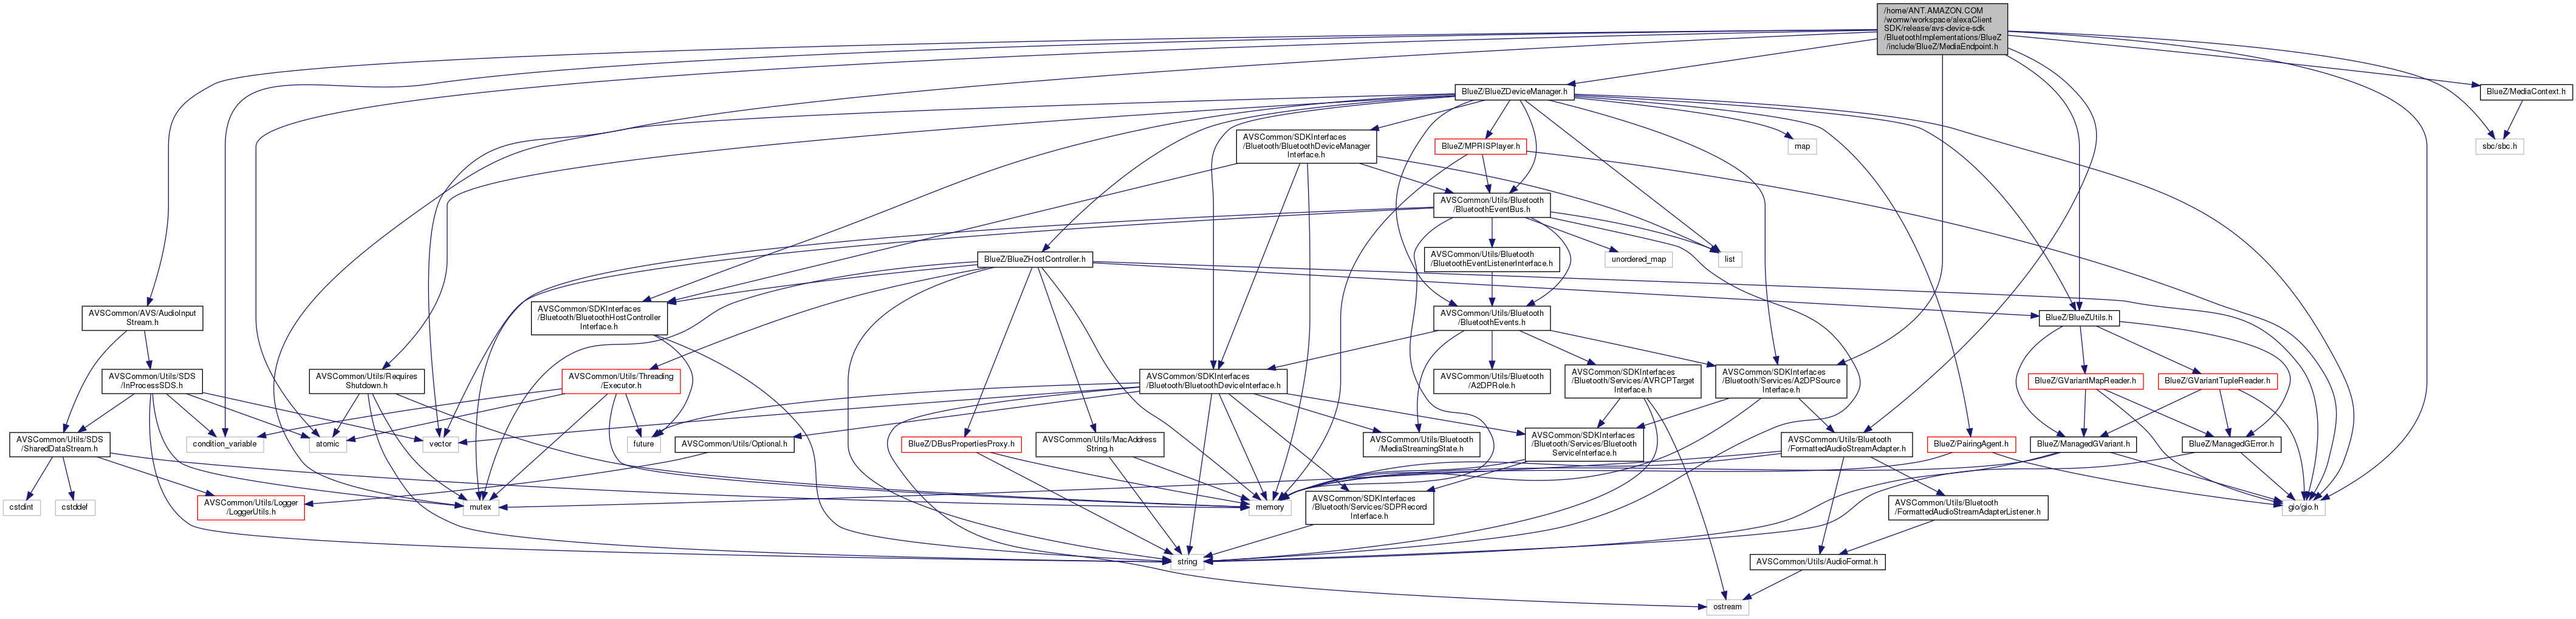 /home/ANT.AMAZON.COM
/womw/workspace/alexaClient
SDK/release/avs-device-sdk
/BluetoothImplementations/BlueZ
/include/BlueZ/MediaEndpoint.h
BlueZ/BlueZDeviceManager.h
BlueZ/MediaContext.h
AVSCommon/SDKInterfaces
/Bluetooth/BluetoothDeviceManager
Interface.h
BlueZ/MPRISPlayer.h
map
sbc/sbc.h
AVSCommon/Utils/Bluetooth
/BluetoothEventBus.h
BlueZ/BlueZHostController.h
AVSCommon/Utils/Bluetooth
/BluetoothEventListenerInterface.h
unordered_map
list
AVSCommon/AVS/AudioInput
Stream.h
AVSCommon/SDKInterfaces
/Bluetooth/BluetoothHostController
Interface.h
AVSCommon/Utils/Bluetooth
/BluetoothEvents.h
BlueZ/BlueZUtils.h
AVSCommon/Utils/SDS
/InProcessSDS.h
AVSCommon/Utils/Requires
Shutdown.h
AVSCommon/Utils/Threading
/Executor.h
AVSCommon/SDKInterfaces
/Bluetooth/BluetoothDeviceInterface.h
AVSCommon/Utils/Bluetooth
/A2DPRole.h
AVSCommon/SDKInterfaces
/Bluetooth/Services/AVRCPTarget
Interface.h
AVSCommon/SDKInterfaces
/Bluetooth/Services/A2DPSource
Interface.h
BlueZ/GVariantMapReader.h
BlueZ/GVariantTupleReader.h
AVSCommon/Utils/SDS
/SharedDataStream.h
condition_variable
atomic
vector
future
AVSCommon/Utils/Optional.h
BlueZ/DBusPropertiesProxy.h
AVSCommon/Utils/MacAddress
String.h
AVSCommon/Utils/Bluetooth
/MediaStreamingState.h
AVSCommon/SDKInterfaces
/Bluetooth/Services/Bluetooth
ServiceInterface.h
AVSCommon/Utils/Bluetooth
/FormattedAudioStreamAdapter.h
BlueZ/PairingAgent.h
BlueZ/ManagedGVariant.h
BlueZ/ManagedGError.h
cstdint
cstddef
AVSCommon/Utils/Logger
/LoggerUtils.h
mutex
memory
AVSCommon/SDKInterfaces
/Bluetooth/Services/SDPRecord
Interface.h
AVSCommon/Utils/Bluetooth
/FormattedAudioStreamAdapterListener.h
gio/gio.h
string
AVSCommon/Utils/AudioFormat.h
ostream